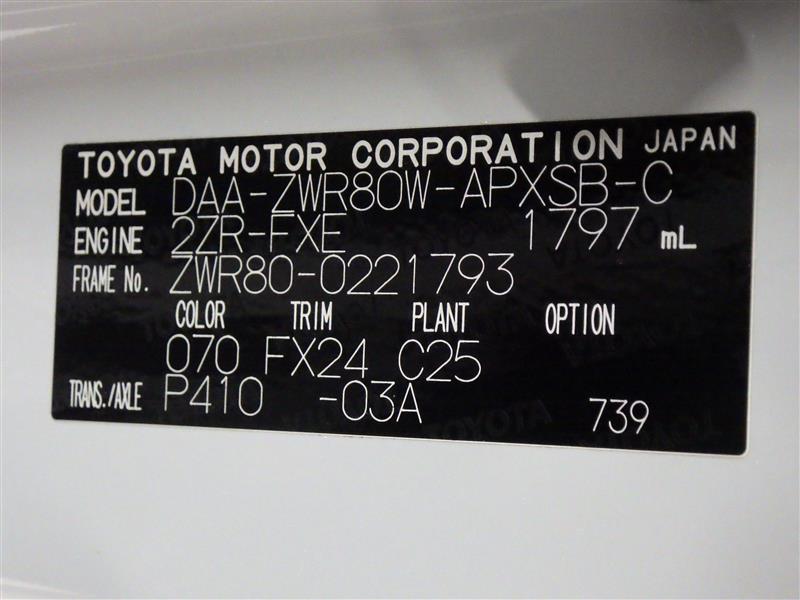 TOYOTA MOTOR CORPORATION JAPAN
MODEL DAA-ZWR80W-APXSB-C
ENGINE 2ZR-FXE 1797 mL
FRAME No. ZWR80-0221793
COLOR TRIM PLANT OPTION
070 FX24 C25
TRANS./AXLE P410 -03A 739